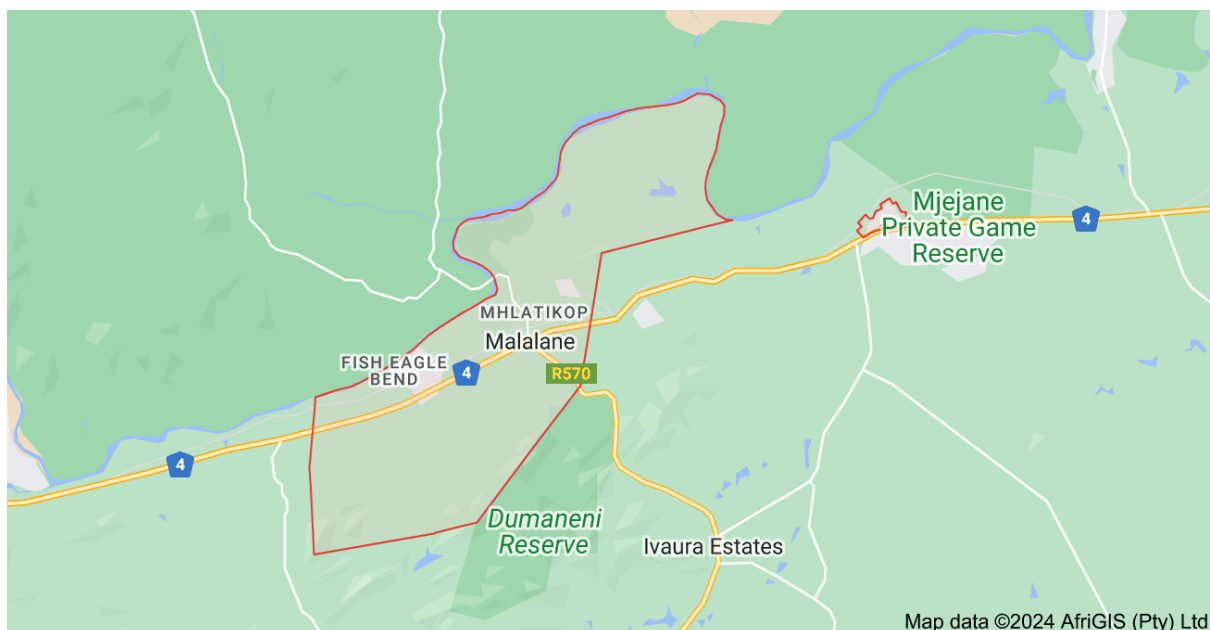 Mjejane
Private Game
Reserve
4
MHLATIKOP
Malalane
FISH EAGLE
BEND
4
R570
4
Dumaneni
Reserve
Ivaura Estates
Map data ©2024 AfriGIS (Pty) Ltd